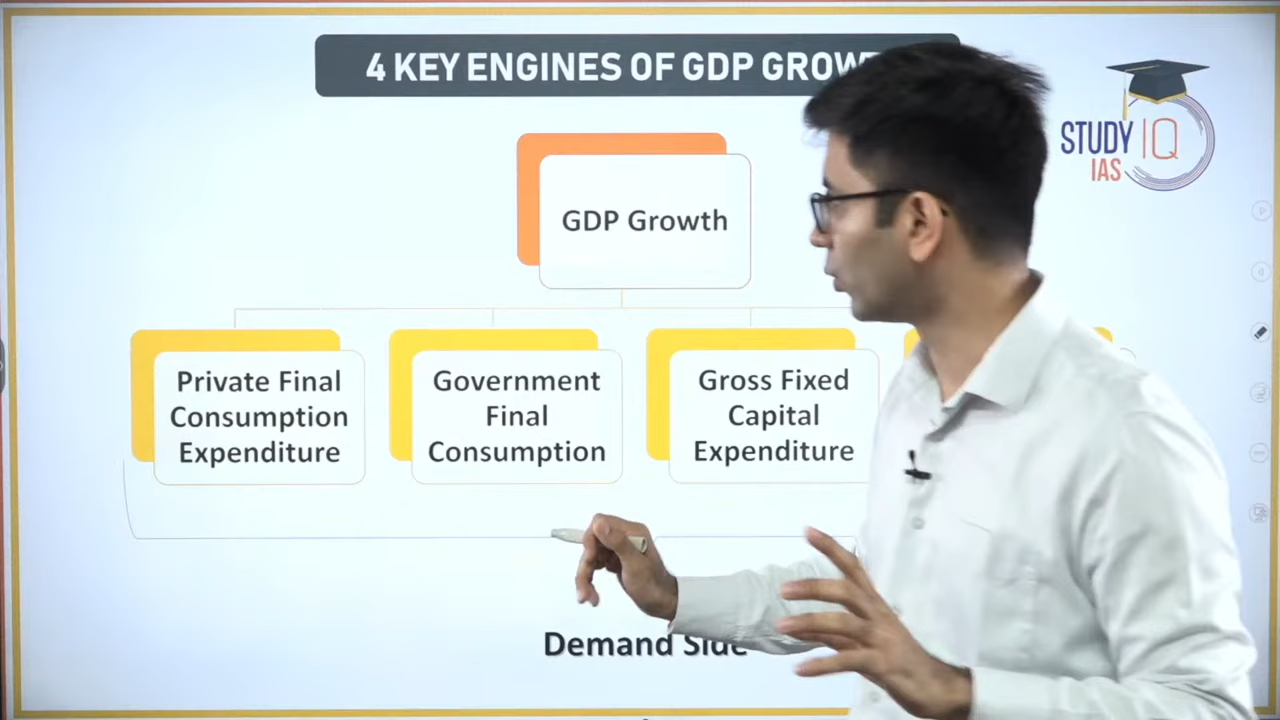 4 KEY ENGINES OF GDP GROW
STUDY IQ
IAS
GDP Growth
Private Final
Consumption
Expenditure
Government
Final
Consumption
Gross Fixed
Capital
Expenditure
Demand Side